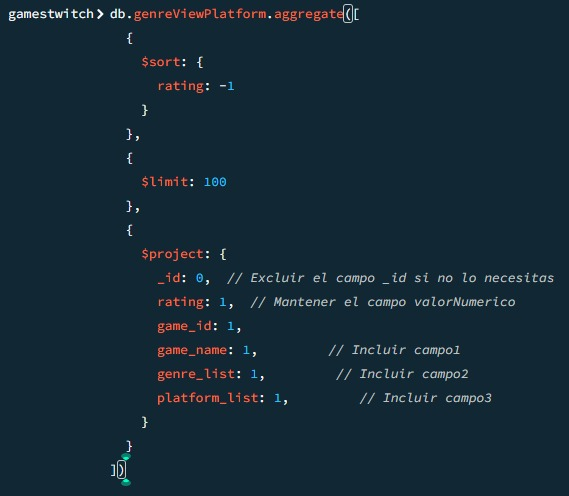 gamestwitch> db.genreViewPlatform.aggregate([
{
$sort: {
rating: -1
}
},
{
$limit: 100
},
{
$project: {
_id: 0,  // Excluir el campo _id si no lo necesitas
rating: 1,  // Mantener el campo valorNumerico
game_id: 1,
game_name: 1,         // Incluir campo1
genre_list: 1,         // Incluir campo2
platform_list: 1,         // Incluir campo3
}
}
])